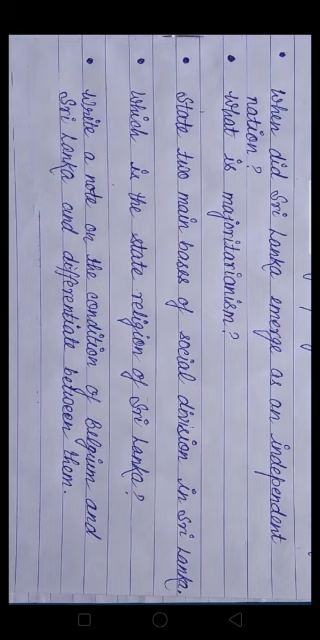 • When did Sri Lanka emerge as an independent
nation?
• What is majoritarianism?
• State two main bases of social division in Sri Lanka.
• Which is the state religion of Sri Lanka?
• Write a note on the condition of Belgium and
Sri Lanka and differentiate between them.